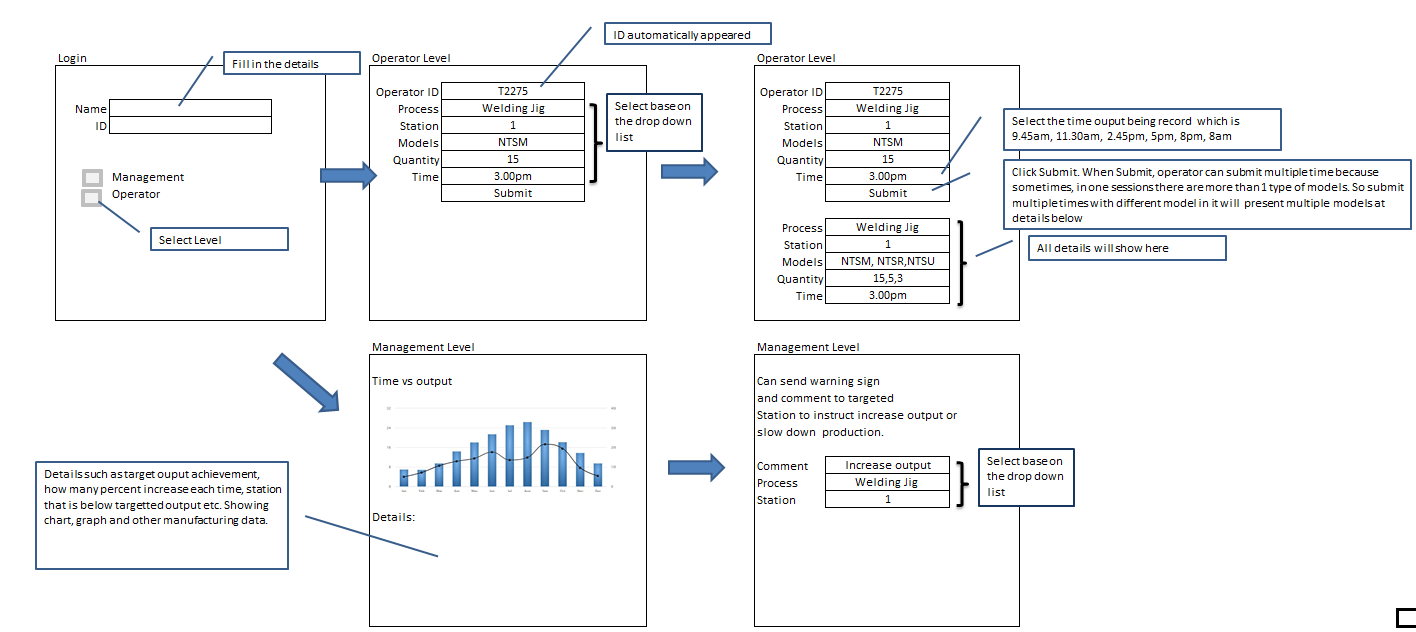 Login
Fill in the details
Name
ID
Management
Operator
Select Level
Operator Level
ID automatically appeared
Operator ID T2275
Process Welding Jig
Station 1
Models NTSM
Quantity 15
Time 3.00pm
Submit
Select base on
the drop down
list
Operator Level
Operator ID T2275
Process Welding Jig
Station 1
Models NTSM
Quantity 15
Time 3.00pm
Submit
Select the time ouput being record which is
9.45am, 11.30am, 2.45pm, 5pm, 8pm, 8am
Click Submit. When Submit, operator can submit multiple time because
sometimes, in one sessions there are more than 1 type of models. So submit
multiple times with different model in it will present multiple models at
details below
Process Welding Jig
Station 1
Models NTSM, NTSR,NTSU
Quantity 15,5,3
Time 3.00pm
All details will show here
Management Level
Time vs output
Details:
Details such as target ouput achievement,
how many percent increase each time, station
that is below targetted output etc. Showing
chart, graph and other manufacturing data.
Management Level
Can send warning sign
and comment to targeted
Station to instruct increase output or
slow down production.
Comment Increase output
Process Welding Jig
Station 1
Select base on
the drop down
list